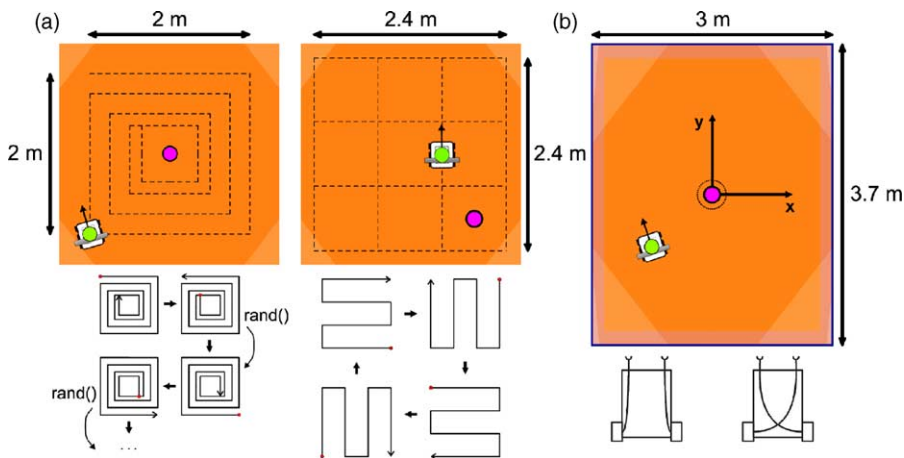 (a)
2 m
2 m
2.4 m
2.4 m
rand()
rand()
. . .
(b)
3 m
y
x
3.7 m